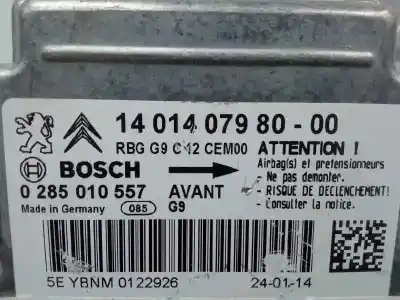 14 014 079 80 - 00
RBG G9 C 12 CEM00 ATTENTION !
BOSCH
Airbag(s) et pretensionneurs
- Ne pas demonter.
0 285 010 557 AVANT
- RISQUE DE DECLENCHEMENT!
Made in Germany 085 G9
- Consulter la notice.
5E YBNM 0122926 24-01-14